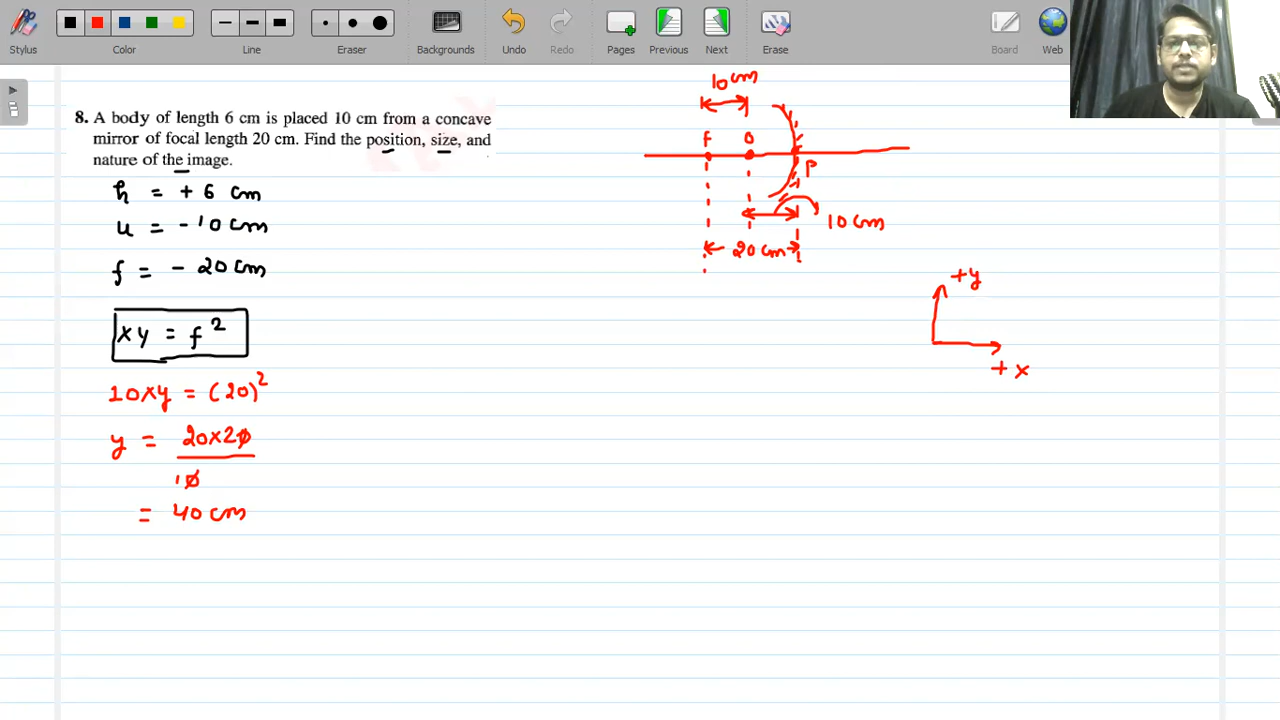 Stylus
Color
Line
Eraser
Backgrounds
Undo
Redo
Pages
Previous
Next
Erase
Board
Web
8. A body of length 6 cm is placed 10 cm from a concave
mirror of focal length 20 cm. Find the position, size, and
nature of the image.
h = + 6 cm
u = - 10 cm
f = - 20 cm
xy = f²
10xy = (20)²
y = 20×20
10
= 40 cm
10 cm
F O
P
10 cm
20 cm
+y
+ x